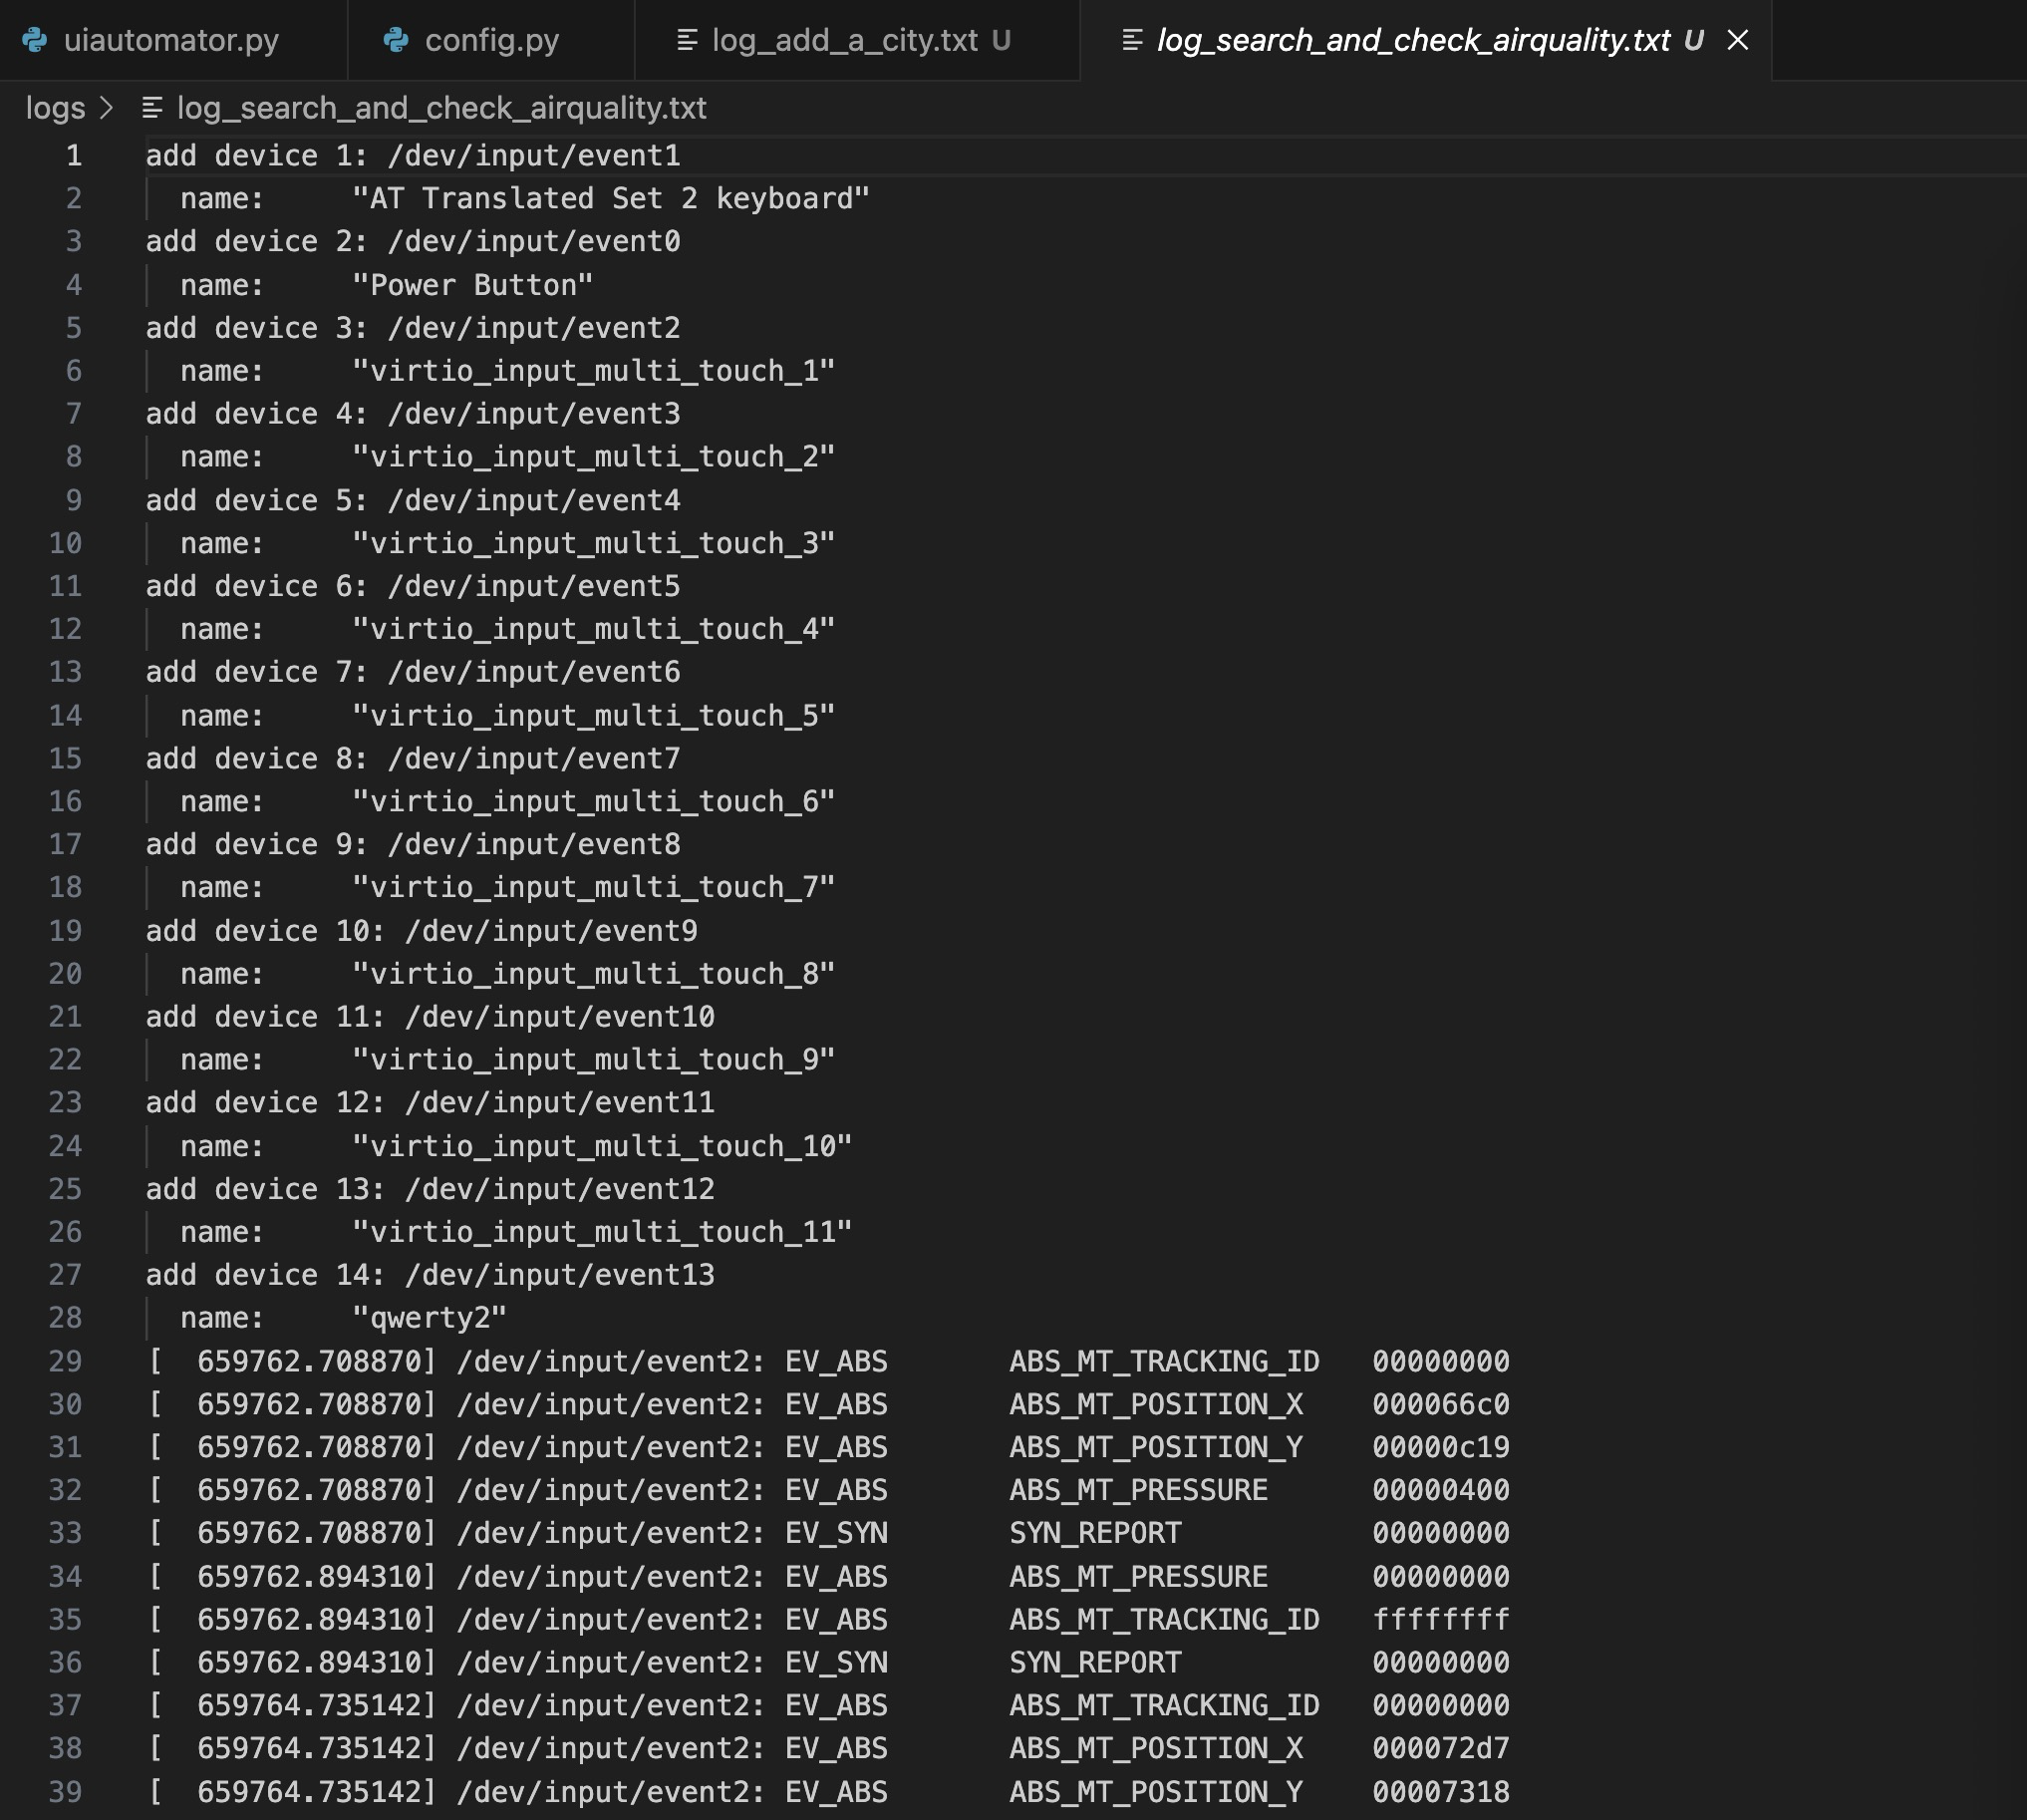 uiautomator.py config.py log_add_a_city.txt U log_search_and_check_airquality.txt U
logs > log_search_and_check_airquality.txt
1 add device 1: /dev/input/event1
2 name: "AT Translated Set 2 keyboard"
3 add device 2: /dev/input/event0
4 name: "Power Button"
5 add device 3: /dev/input/event2
6 name: "virtio_input_multi_touch_1"
7 add device 4: /dev/input/event3
8 name: "virtio_input_multi_touch_2"
9 add device 5: /dev/input/event4
10 name: "virtio_input_multi_touch_3"
11 add device 6: /dev/input/event5
12 name: "virtio_input_multi_touch_4"
13 add device 7: /dev/input/event6
14 name: "virtio_input_multi_touch_5"
15 add device 8: /dev/input/event7
16 name: "virtio_input_multi_touch_6"
17 add device 9: /dev/input/event8
18 name: "virtio_input_multi_touch_7"
19 add device 10: /dev/input/event9
20 name: "virtio_input_multi_touch_8"
21 add device 11: /dev/input/event10
22 name: "virtio_input_multi_touch_9"
23 add device 12: /dev/input/event11
24 name: "virtio_input_multi_touch_10"
25 add device 13: /dev/input/event12
26 name: "virtio_input_multi_touch_11"
27 add device 14: /dev/input/event13
28 name: "qwerty2"
29 [ 659762.708870] /dev/input/event2: EV_ABS ABS_MT_TRACKING_ID 00000000
30 [ 659762.708870] /dev/input/event2: EV_ABS ABS_MT_POSITION_X 000066c0
31 [ 659762.708870] /dev/input/event2: EV_ABS ABS_MT_POSITION_Y 00000c19
32 [ 659762.708870] /dev/input/event2: EV_ABS ABS_MT_PRESSURE 00000400
33 [ 659762.708870] /dev/input/event2: EV_SYN SYN_REPORT 00000000
34 [ 659762.894310] /dev/input/event2: EV_ABS ABS_MT_PRESSURE 00000000
35 [ 659762.894310] /dev/input/event2: EV_ABS ABS_MT_TRACKING_ID ffffffff
36 [ 659762.894310] /dev/input/event2: EV_SYN SYN_REPORT 00000000
37 [ 659764.735142] /dev/input/event2: EV_ABS ABS_MT_TRACKING_ID 00000000
38 [ 659764.735142] /dev/input/event2: EV_ABS ABS_MT_POSITION_X 000072d7
39 [ 659764.735142] /dev/input/event2: EV_ABS ABS_MT_POSITION_Y 00007318